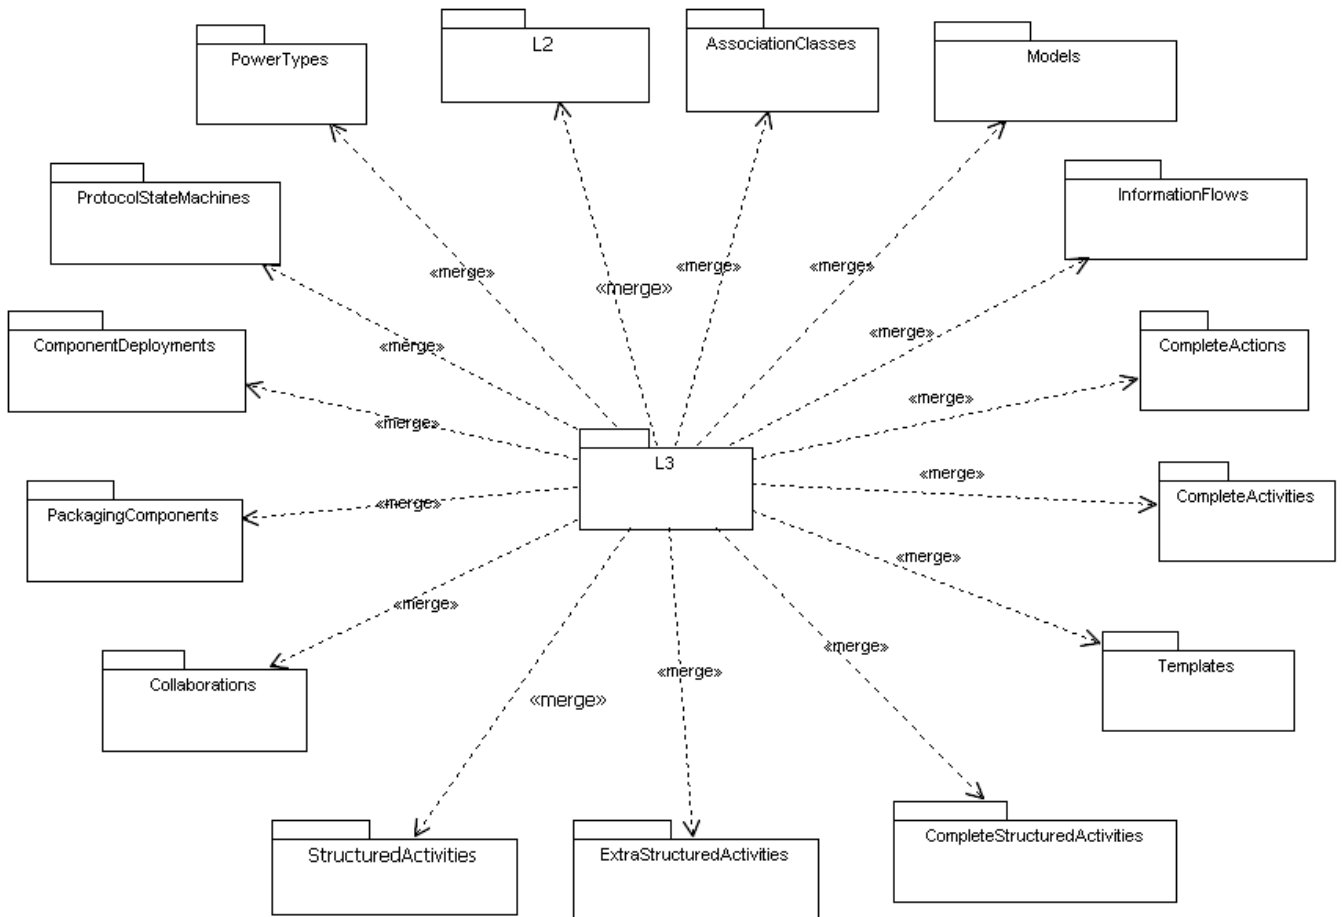 PowerTypes
L2
AssociationClasses
Models
ProtocolStateMachines
InformationFlows
«merge»
«merge»
«merge»
«merge»
ComponentDeployments
«merge»
«merge»
CompleteActions
«merge»
«merge»
L3
PackagingComponents
«merge»
«merge»
CompleteActivities
«merge»
«merge»
Collaborations
«merge»
«merge»
«merge»
Templates
StructuredActivities
ExtraStructuredActivities
CompleteStructuredActivities